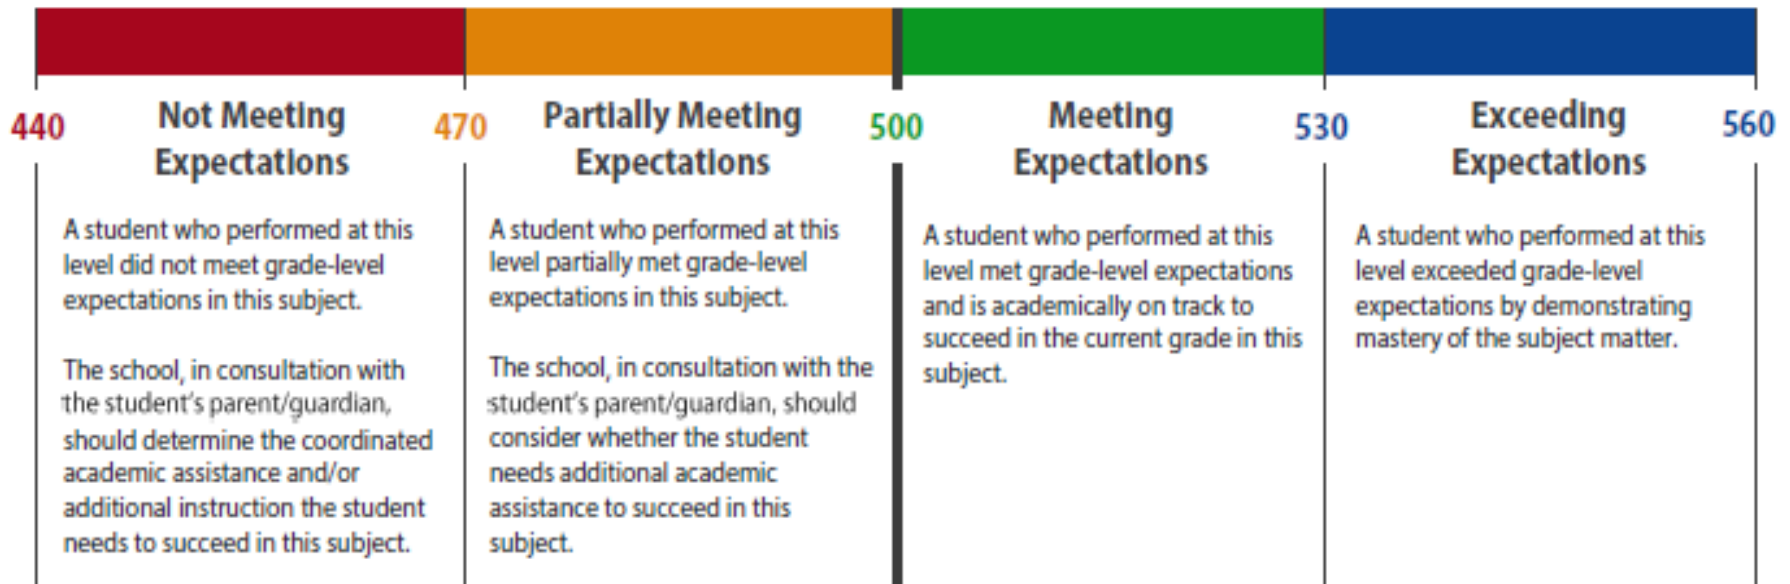 440
Not Meeting
Expectations
470
Partially Meeting
Expectations
500
Meeting
Expectations
530
Exceeding
Expectations
560
A student who performed at this
level did not meet grade-level
expectations in this subject.
The school, in consultation with
the student's parent/guardian,
should determine the coordinated
academic assistance and/or
additional instruction the student
needs to succeed in this subject.
A student who performed at this
level partially met grade-level
expectations in this subject.
The school, in consultation with the
student's parent/guardian, should
consider whether the student
needs additional academic
assistance to succeed in this
subject.
A student who performed at this
level met grade-level expectations
and is academically on track to
succeed in the current grade in this
subject.
A student who performed at this
level exceeded grade-level
expectations by demonstrating
mastery of the subject matter.